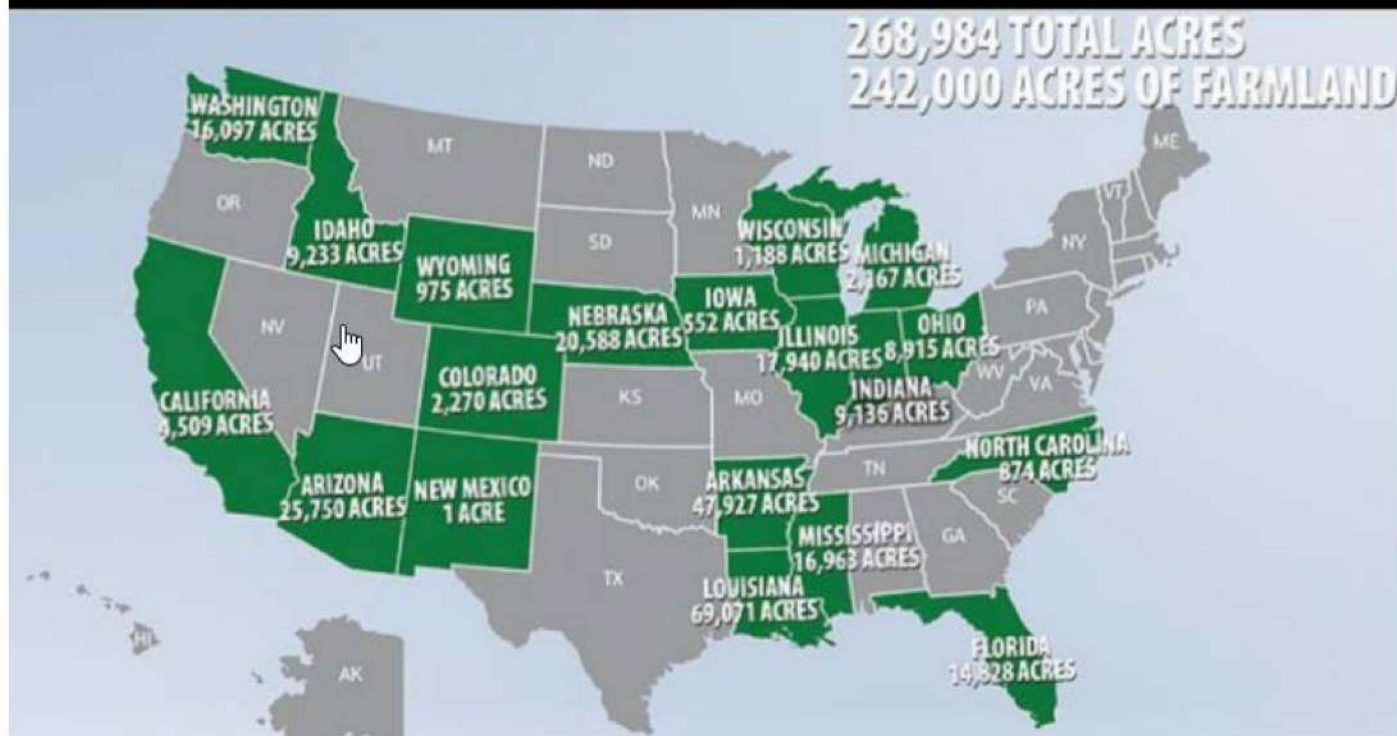 268,984 TOTAL ACRES
242,000 ACRES OF FARMLAND
WASHINGTON
16,097 ACRES
MT
ND
MN
ME
VT
OR
IDAHO
9,233 ACRES
WYOMING
975 ACRES
SD
WISCONSIN
1,188 ACRES
MICHIGAN
2,167 ACRES
NY
NV
UT
NEBRASKA
20,588 ACRES
IOWA
552 ACRES
ILLINOIS
17,940 ACRES
OHIO
8,915 ACRES
PA
INDIANA
9,136 ACRES
WV
VA
CALIFORNIA
4,509 ACRES
COLORADO
2,270 ACRES
KS
MO
ARIZONA
25,750 ACRES
NEW MEXICO
1 ACRE
OK
ARKANSAS
47,927 ACRES
TN
NORTH CAROLINA
874 ACRES
SC
MISSISSIPPI
16,963 ACRES
GA
TX
LOUISIANA
69,071 ACRES
FLORIDA
14,828 ACRES
HI
AK